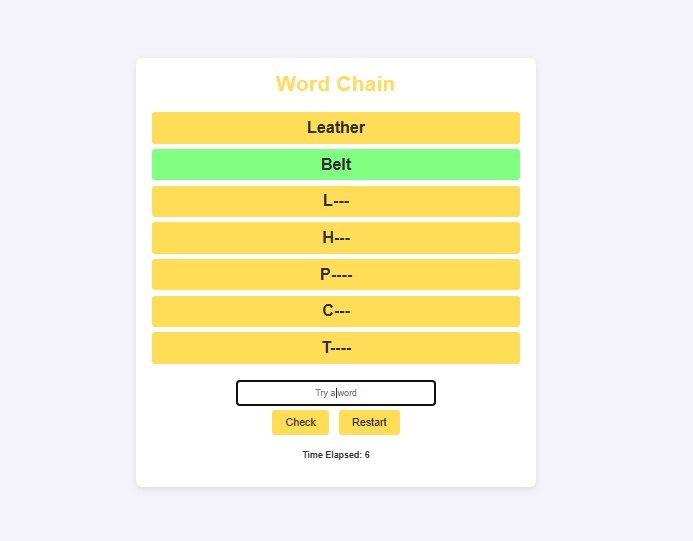 Word Chain
Leather
Belt
L---
H---
P----
C---
T----
Try a word
Check Restart
Time Elapsed: 6